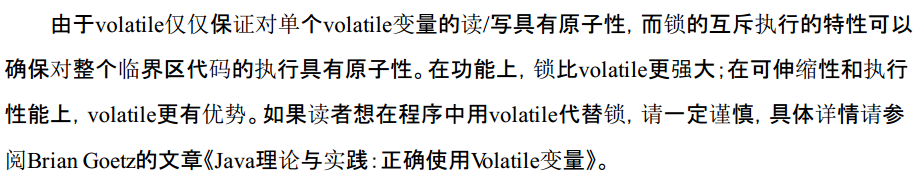 由于volatile仅仅保证对单个volatile变量的读/写具有原子性，而锁的互斥执行的特性可以
确保对整个临界区代码的执行具有原子性。在功能上，锁比volatile更强大；在可伸缩性和执行
性能上，volatile更有优势。如果读者想在程序中用volatile代替锁，请一定谨慎，具体详情请参
阅Brian Goetz的文章《Java理论与实践：正确使用Volatile变量》。